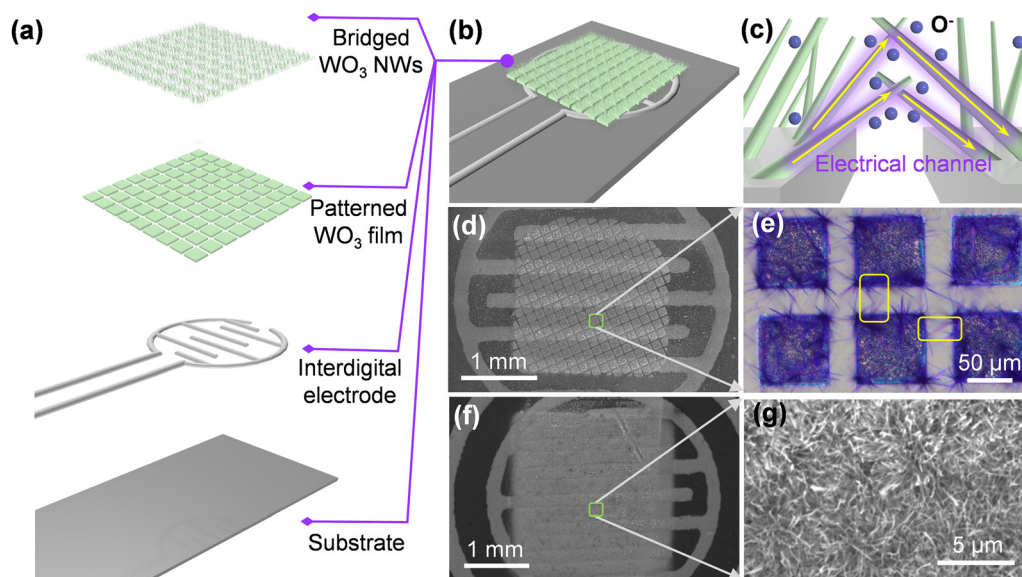 (a)
Bridged
WO₃ NWs
Patterned
WO₃ film
Interdigital
electrode
Substrate
(b)
(c)
O⁻
Electrical channel
(d)
1 mm
(e)
50 μm
(f)
1 mm
(g)
5 μm